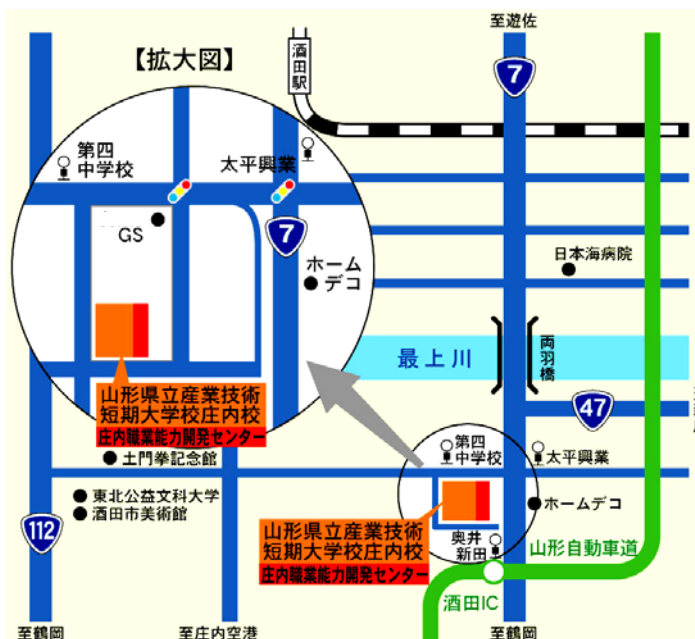 至遊佐
【拡大図】
酒田駅
7
第四
中学校
太平興業
GS
7
ホーム
デコ
日本海病院
最上川
両羽橋
山形県立産業技術
短期大学校庄内校
庄内職業能力開発センター
47
土門拳記念館
第四
中学校
太平興業
東北公益文科大学
酒田市美術館
ホームデコ
112
山形県立産業技術
短期大学校庄内校
庄内職業能力開発センター
奥井
新田
山形自動車道
酒田IC
至鶴岡
至庄内空港
至鶴岡